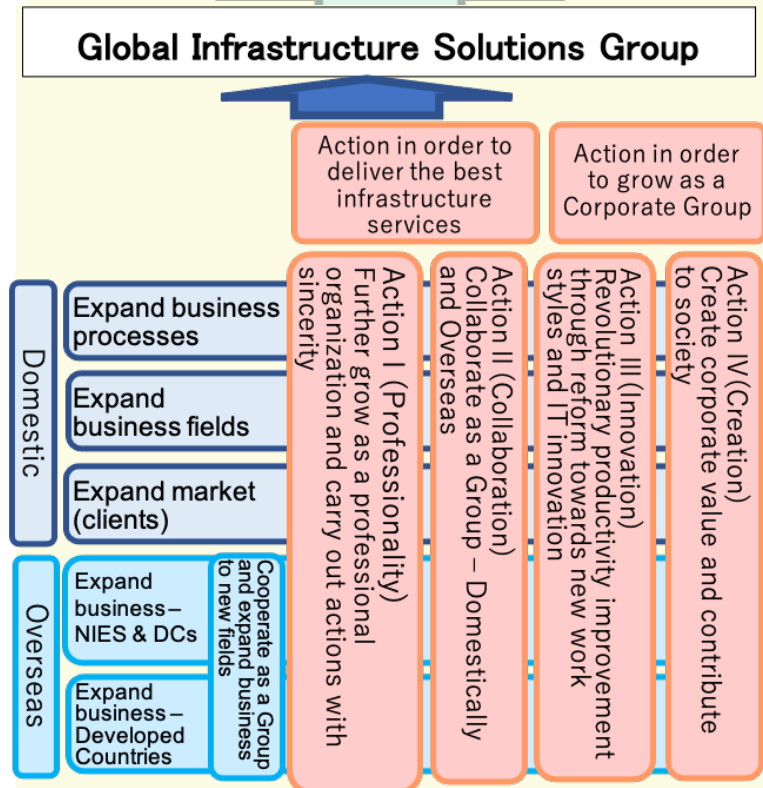 Global Infrastructure Solutions Group
Action in order to
deliver the best
infrastructure
services
Action in order
to grow as a
Corporate Group
Domestic
Expand business
processes
Expand
business fields
Expand market
(clients)
Overseas
Expand
business–
NIES & DCs
Expand
business–
Developed
Countries
Cooperate as a Group
and expand business
to new fields
Action I (Professionality)
Further grow as a professional
organization and carry out actions with
sincerity
Action II (Collaboration)
Collaborate as a Group – Domestically
and Overseas
Action III (Innovation)
Revolutionary productivity improvement
through reform towards new work
styles and IT innovation
Action IV(Creation)
Create corporate value and contribute
to society